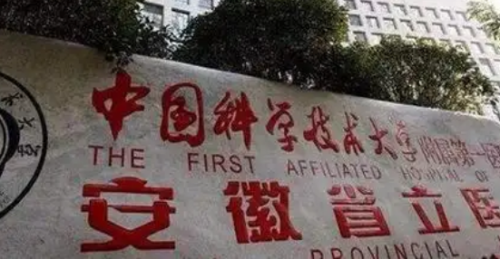 中国科学技术大学附属第一
THE FIRST AFFILIATED HOSPITAL OF
安徽省立医
PROVINCIAL